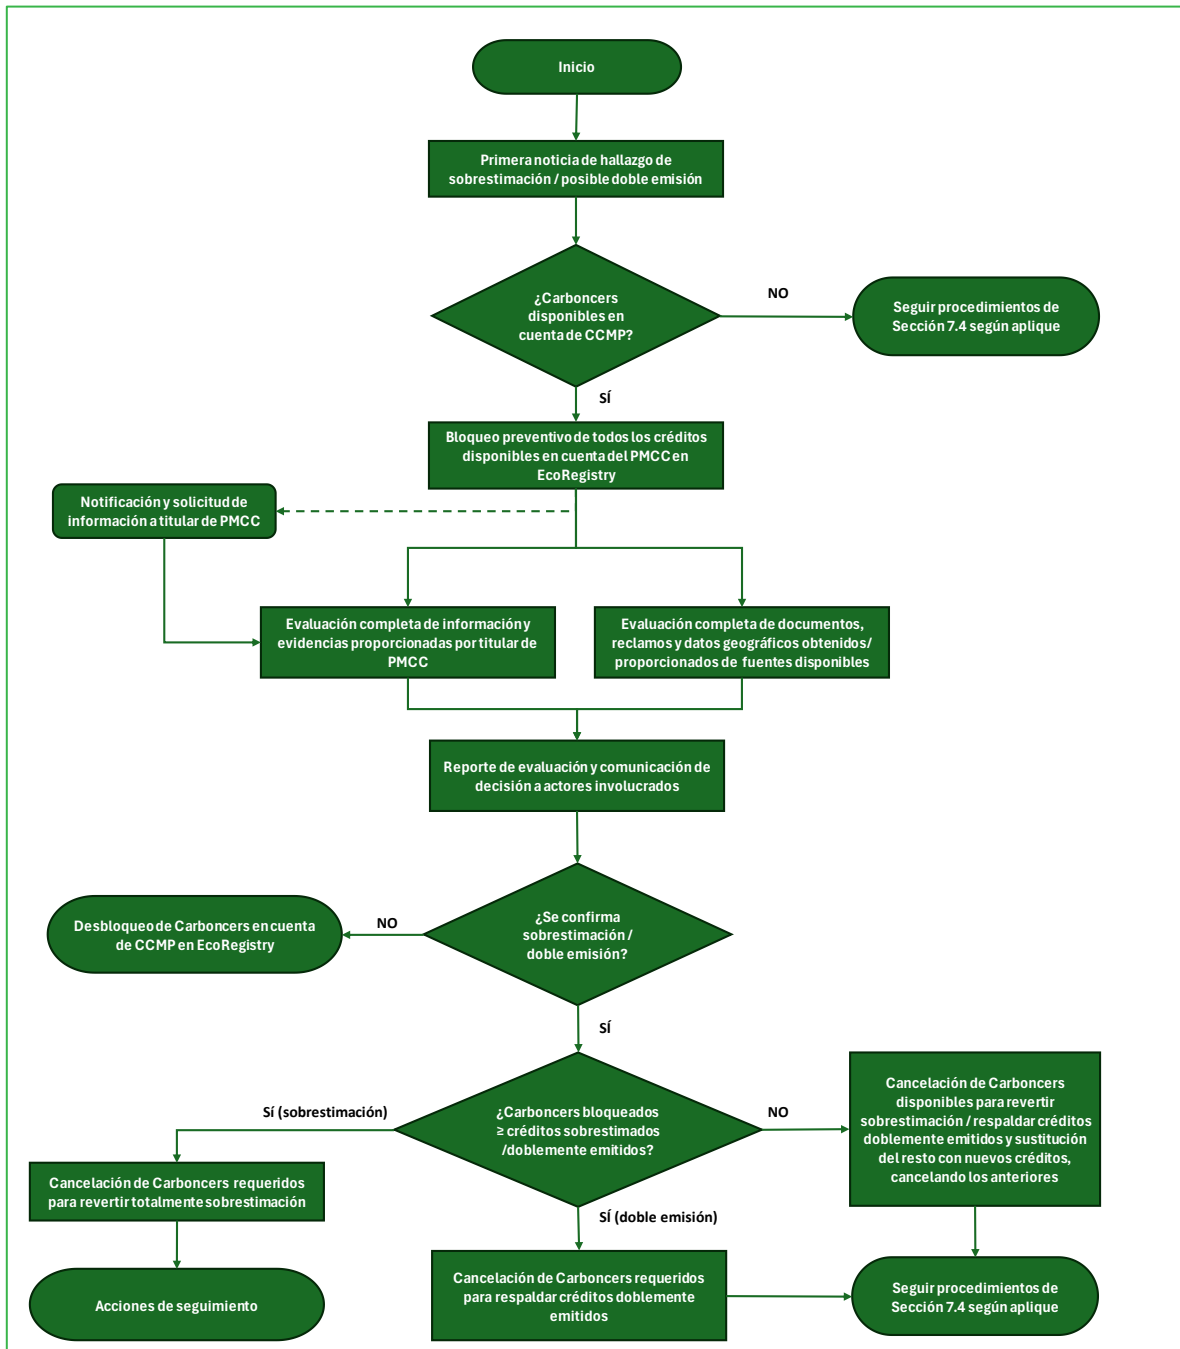 Inicio
Primera noticia de hallazgo de
sobrestimación / posible doble emisión
¿Carboncers
disponibles en
cuenta de CCMP?
NO
Seguir procedimientos de
Sección 7.4 según aplique
SÍ
Bloqueo preventivo de todos los créditos
disponibles en cuenta del PMCC en
EcoRegistry
Notificación y solicitud de
información a titular de PMCC
Evaluación completa de información y
evidencias proporcionadas por titular de
PMCC
Evaluación completa de documentos,
reclamos y datos geográficos obtenidos/
proporcionados de fuentes disponibles
Reporte de evaluación y comunicación de
decisión a actores involucrados
¿Se confirma
sobrestimación /
doble emisión?
NO
Desbloqueo de Carboncers en cuenta
de CCMP en EcoRegistry
SÍ
¿Carboncers bloqueados
≥ créditos sobrestimados
/doblemente emitidos?
Sí (sobrestimación)
NO
Cancelación de Carboncers
disponibles para revertir
sobrestimación / respaldar créditos
doblemente emitidos y sustitución
del resto con nuevos créditos,
cancelando los anteriores
Cancelación de Carboncers requeridos
para revertir totalmente sobrestimación
SÍ (doble emisión)
Cancelación de Carboncers requeridos
para respaldar créditos doblemente
emitidos
Acciones de seguimiento
Seguir procedimientos de
Sección 7.4 según aplique